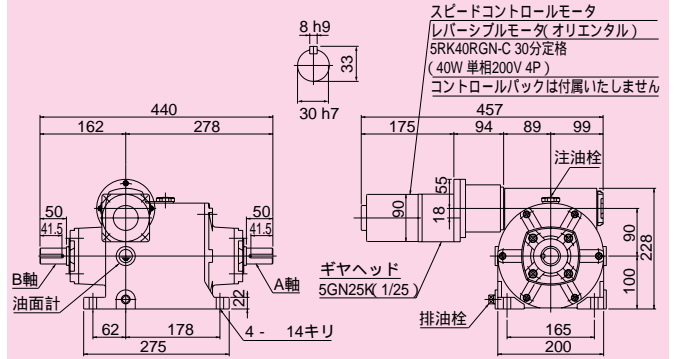 8 h9
33
30 h7
スピードコントロールモータ
レバーシブルモータ( オリエンタル )
5RK40RGN-C 30分定格
( 40W 単相200V 4P )
コントロールパックは付属いたしません
440
162
278
50
41.5
50
41.5
B軸
油面計
A軸
22
62
178
4 -　14キリ
275
457
175
94
89
99
注油栓
55
18
90
90
100
228
ギヤヘッド
5GN25K( 1/25 )
排油栓
165
200